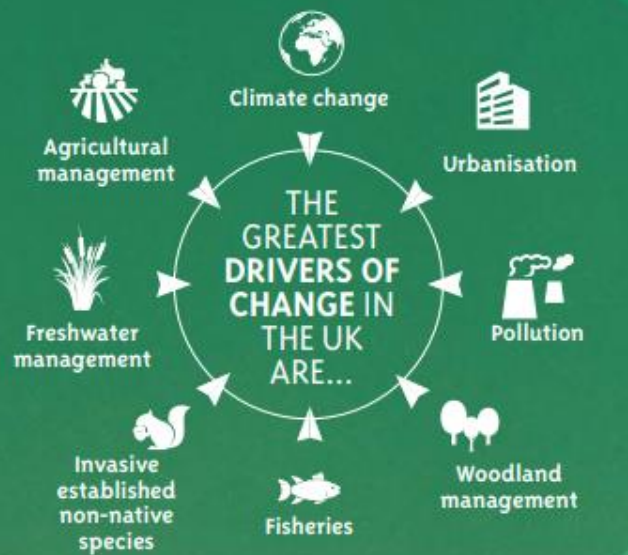 Climate change
Agricultural
management
Urbanisation
THE
GREATEST
DRIVERS OF
CHANGE IN
THE UK
ARE...
Freshwater
management
Pollution
Invasive
established
non-native
species
Fisheries
Woodland
management